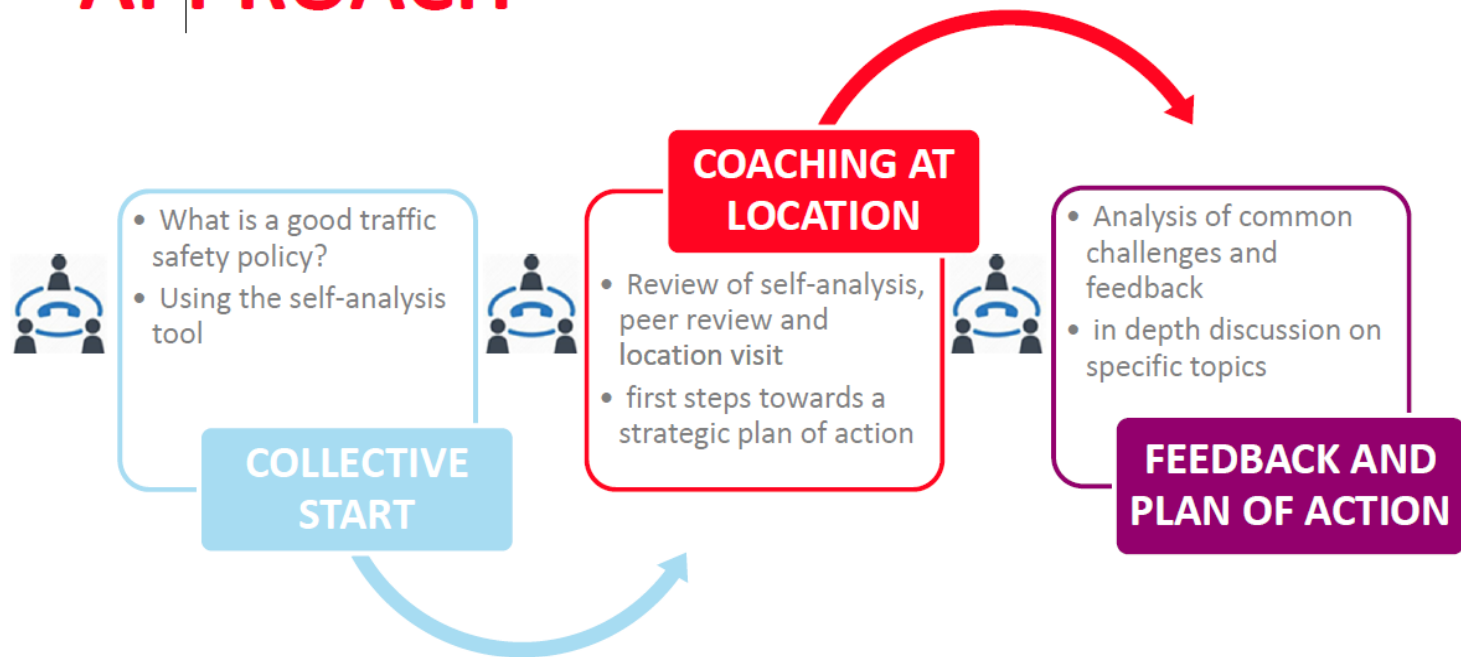 APPROACH
• What is a good traffic
safety policy?
• Using the self-analysis
tool
COLLECTIVE
START
COACHING AT
LOCATION
• Review of self-analysis,
peer review and
location visit
• first steps towards a
strategic plan of action
• Analysis of common
challenges and
feedback
• in depth discussion on
specific topics
FEEDBACK AND
PLAN OF ACTION